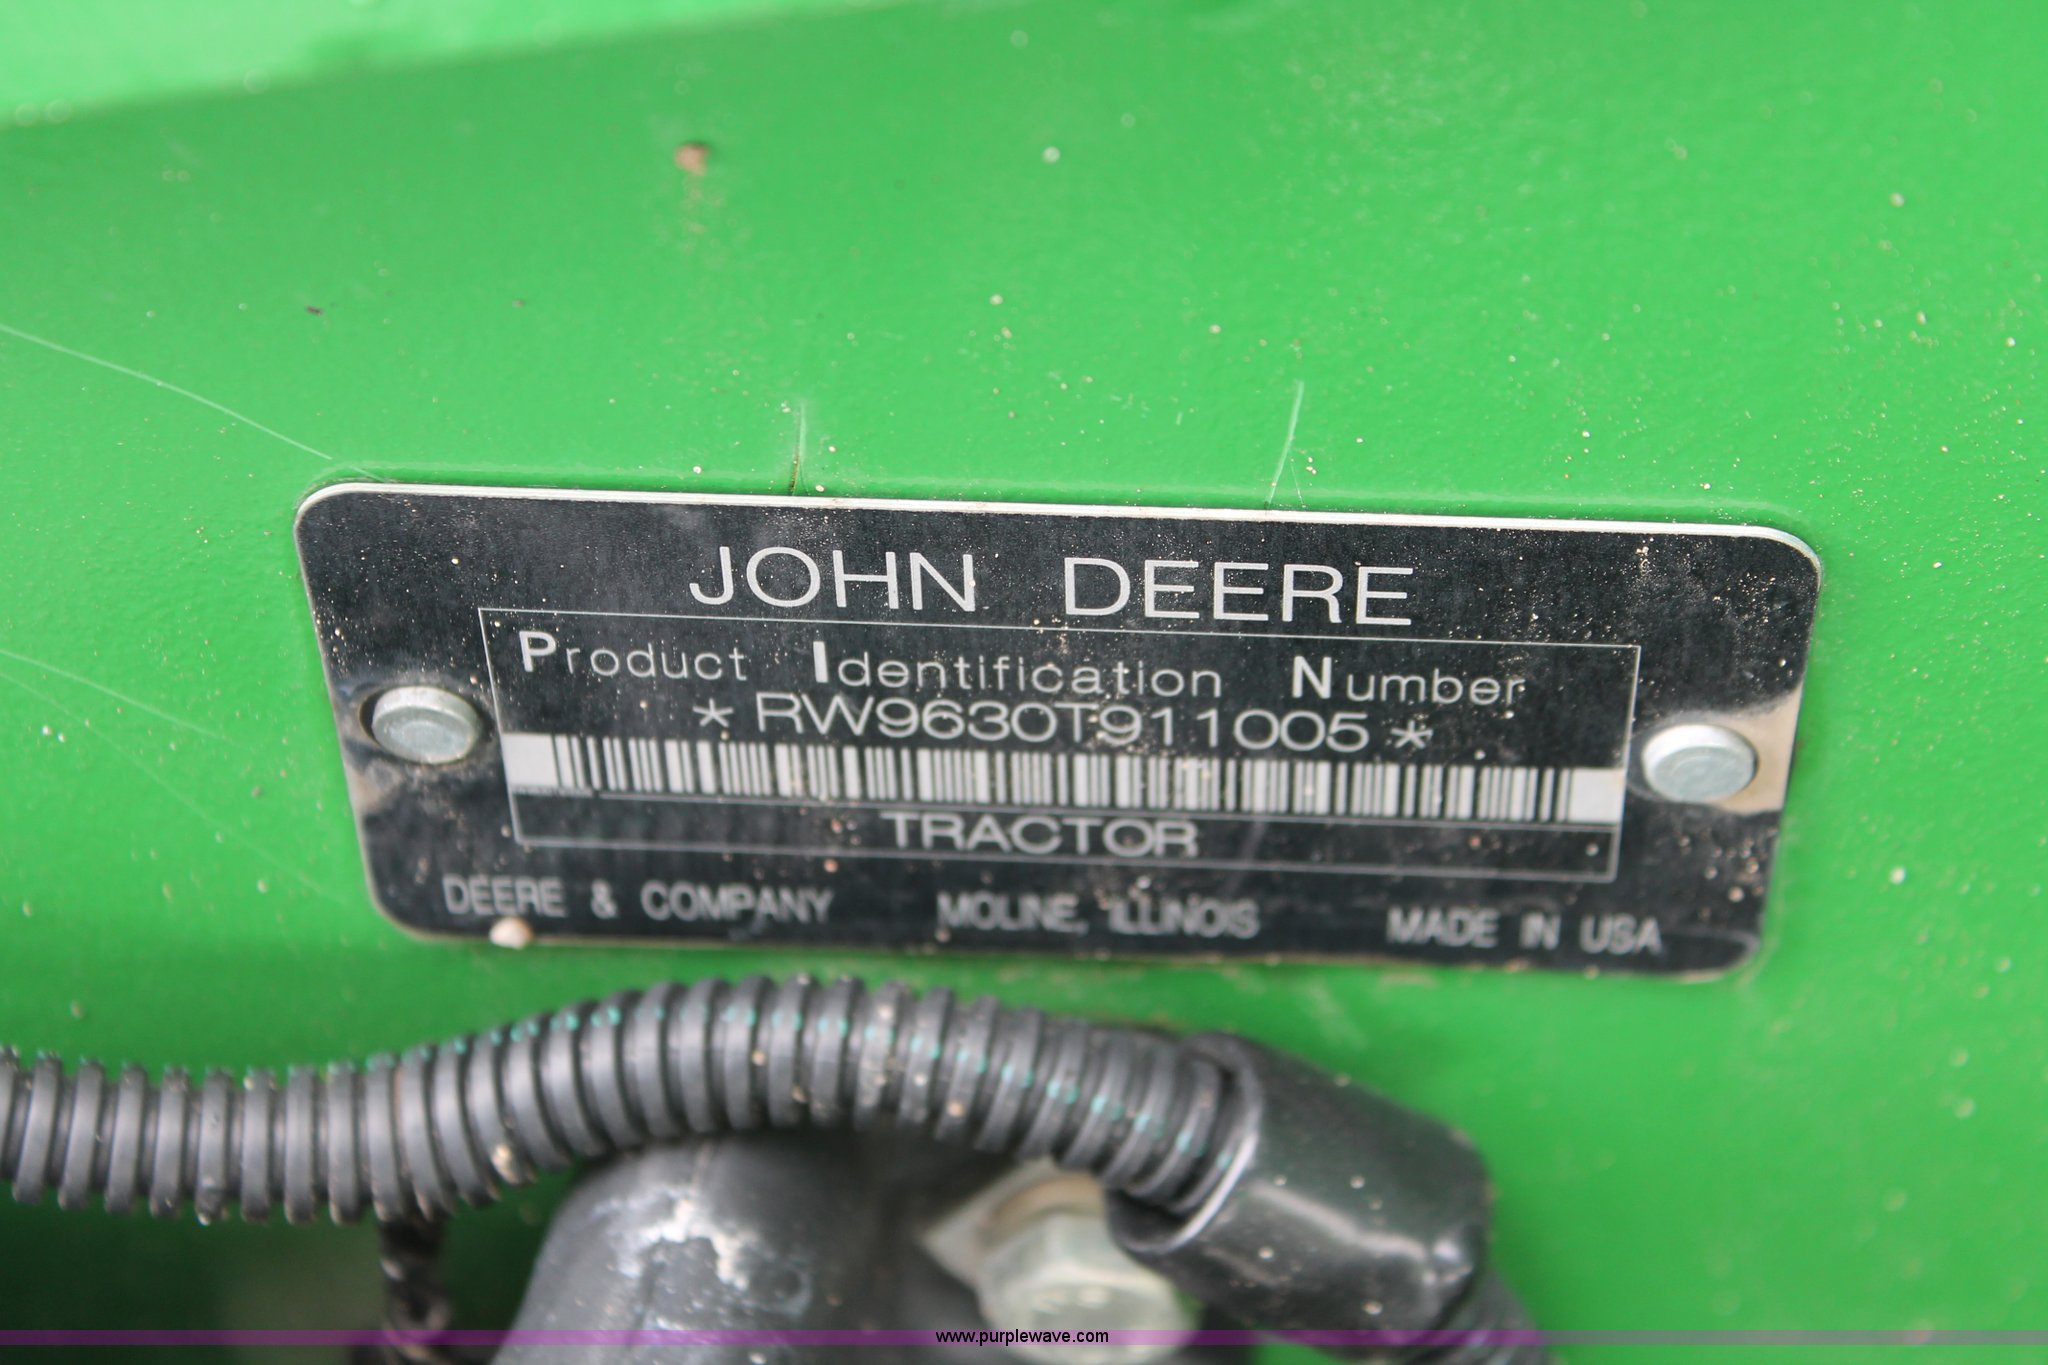 JOHN DEERE
Product Identification Number
*RW9630T911005*
TRACTOR
DEERE & COMPANY MOLINE, ILLINOIS MADE IN USA
www.purplewave.com